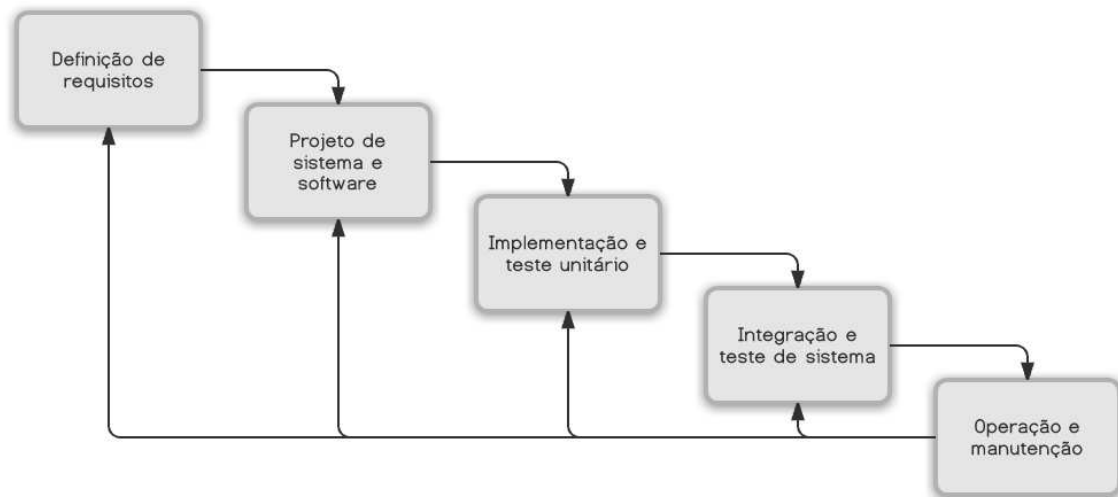 Definição de
requisitos
Projeto de
sistema e
software
Implementação e
teste unitário
Integração e
teste de sistema
Operação e
manutenção